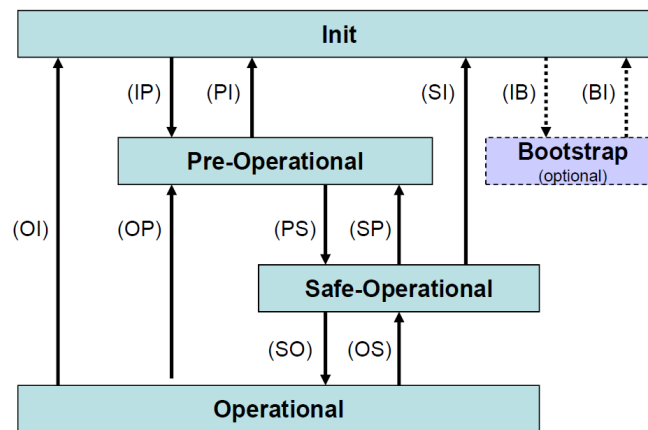 Init
(IP)
(PI)
(SI)
(IB)
(BI)
Pre-Operational
Bootstrap
(optional)
(OI)
(OP)
(PS)
(SP)
Safe-Operational
(SO)
(OS)
Operational